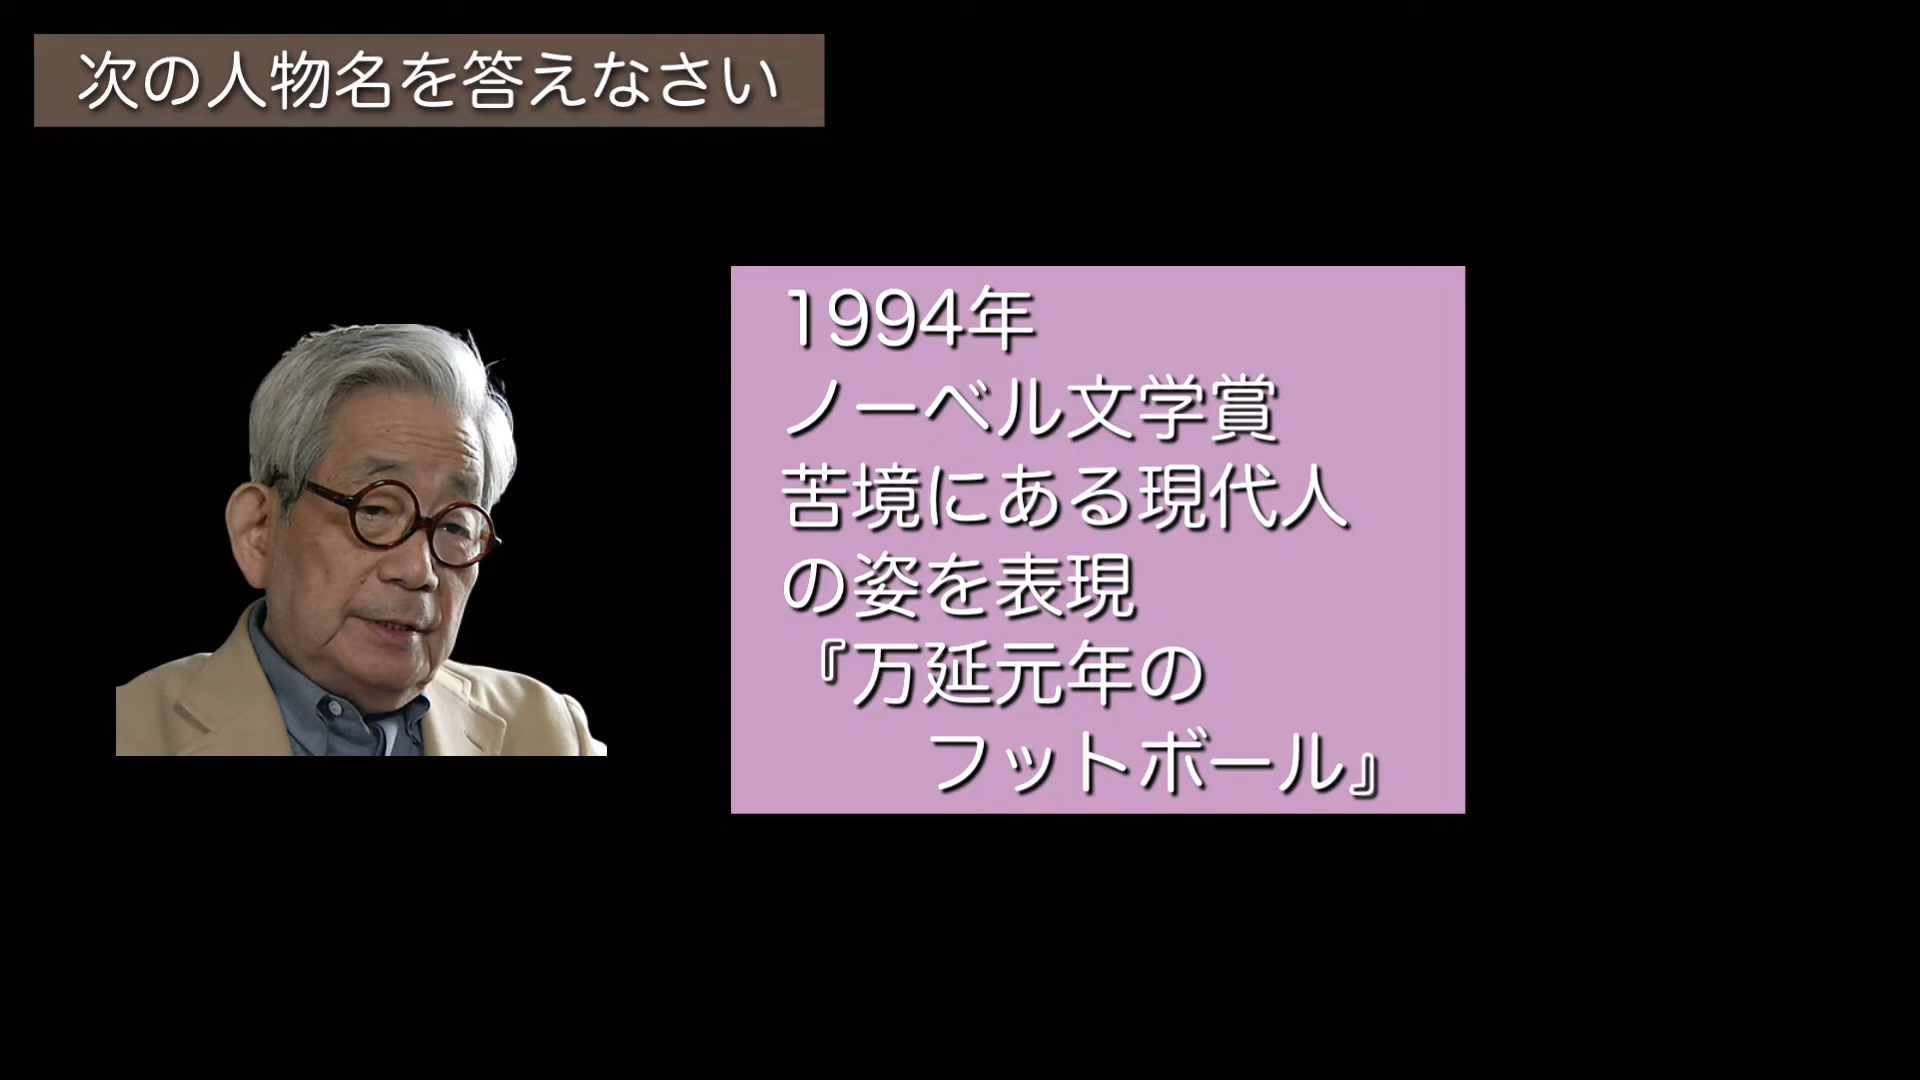 次の人物名を答えなさい
1994年
ノーベル文学賞
苦境にある現代人
の姿を表現
『万延元年の
フットボール』